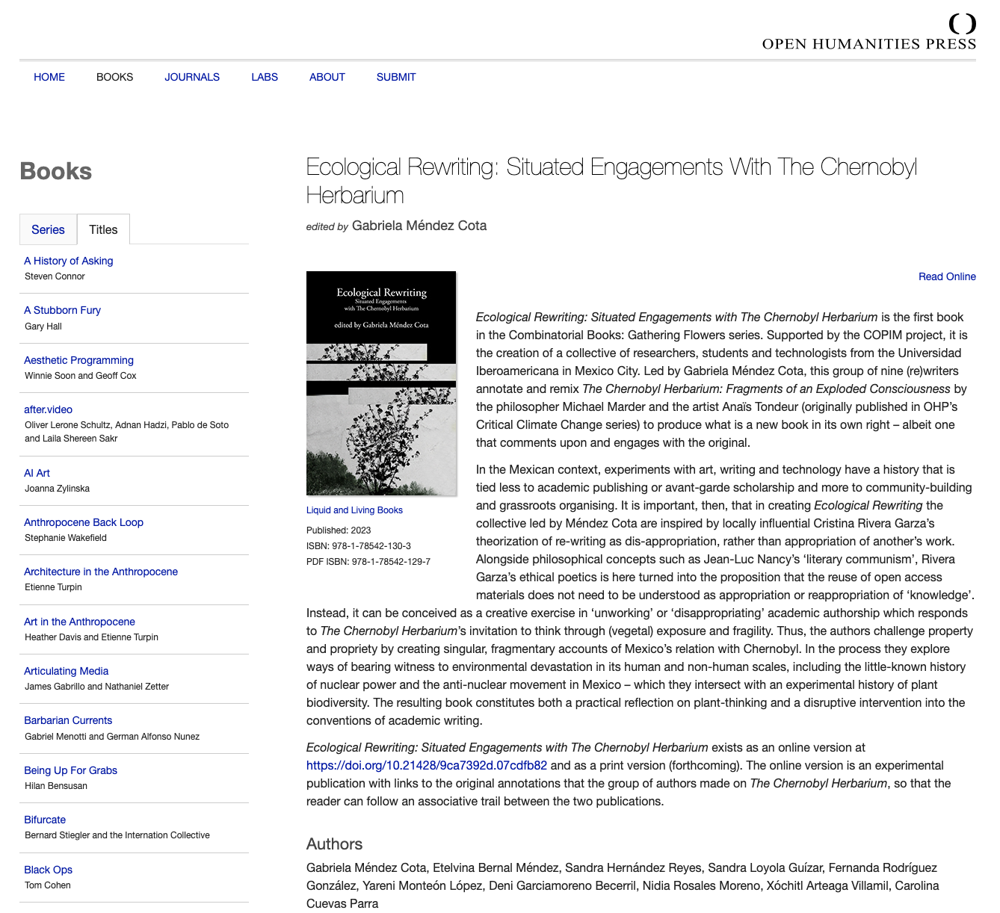 OPEN HUMANITIES PRESS
HOME BOOKS JOURNALS LABS ABOUT SUBMIT
Books
Series Titles
A History of Asking
Steven Connor
A Stubborn Fury
Gary Hall
Aesthetic Programming
Winnie Soon and Geoff Cox
after.video
Oliver Lerone Schultz, Adnan Hadzi, Pablo de Soto
and Laila Shereen Sakr
AI Art
Joanna Zylinska
Anthropocene Back Loop
Stephanie Wakefield
Architecture in the Anthropocene
Etienne Turpin
Art in the Anthropocene
Heather Davis and Etienne Turpin
Articulating Media
James Gabrillo and Nathaniel Zetter
Barbarian Currents
Gabriel Menotti and German Alfonso Nunez
Being Up For Grabs
Hilan Bensusan
Bifurcate
Bernard Stiegler and the Internation Collective
Black Ops
Tom Cohen
Ecological Rewriting: Situated Engagements With The Chernobyl
Herbarium
edited by Gabriela Méndez Cota
Ecological Rewriting
Situated Engagements
with The Chernobyl Herbarium
edited by Gabriela Méndez Cota
Liquid and Living Books
Published: 2023
ISBN: 978-1-78542-130-3
PDF ISBN: 978-1-78542-129-7
Read Online
Ecological Rewriting: Situated Engagements with The Chernobyl Herbarium is the first book
in the Combinatorial Books: Gathering Flowers series. Supported by the COPIM project, it is
the creation of a collective of researchers, students and technologists from the Universidad
Iberoamericana in Mexico City. Led by Gabriela Méndez Cota, this group of nine (re)writers
annotate and remix The Chernobyl Herbarium: Fragments of an Exploded Consciousness by
the philosopher Michael Marder and the artist Anaïs Tondeur (originally published in OHP’s
Critical Climate Change series) to produce what is a new book in its own right – albeit one
that comments upon and engages with the original.
In the Mexican context, experiments with art, writing and technology have a history that is
tied less to academic publishing or avant-garde scholarship and more to community-building
and grassroots organising. It is important, then, that in creating Ecological Rewriting the
collective led by Méndez Cota are inspired by locally influential Cristina Rivera Garza’s
theorization of re-writing as dis-appropriation, rather than appropriation of another’s work.
Alongside philosophical concepts such as Jean-Luc Nancy’s ‘literary communism’, Rivera
Garza’s ethical poetics is here turned into the proposition that the reuse of open access
materials does not need to be understood as appropriation or reappropriation of ‘knowledge’.
Instead, it can be conceived as a creative exercise in ‘unworking’ or ‘disappropriating’ academic authorship which responds
to The Chernobyl Herbarium’s invitation to think through (vegetal) exposure and fragility. Thus, the authors challenge property
and propriety by creating singular, fragmentary accounts of Mexico’s relation with Chernobyl. In the process they explore
ways of bearing witness to environmental devastation in its human and non-human scales, including the little-known history
of nuclear power and the anti-nuclear movement in Mexico – which they intersect with an experimental history of plant
biodiversity. The resulting book constitutes both a practical reflection on plant-thinking and a disruptive intervention into the
conventions of academic writing.
Ecological Rewriting: Situated Engagements with The Chernobyl Herbarium exists as an online version at
https://doi.org/10.21428/9ca7392d.07cdfb82 and as a print version (forthcoming). The online version is an experimental
publication with links to the original annotations that the group of authors made on The Chernobyl Herbarium, so that the
reader can follow an associative trail between the two publications.
Authors
Gabriela Méndez Cota, Etelvina Bernal Méndez, Sandra Hernández Reyes, Sandra Loyola Guízar, Fernanda Rodríguez
González, Yareni Monteón López, Deni Garciamoreno Becerril, Nidia Rosales Moreno, Xóchitl Arteaga Villamil, Carolina
Cuevas Parra